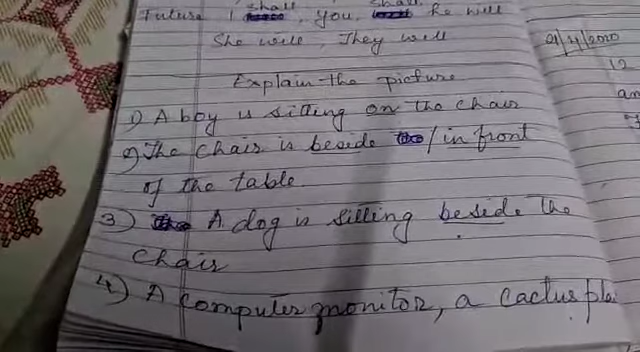 Future I shall, you, shall He will
She will, They will
Explain the picture
1) A boy is sitting on the chair
2) The chair is beside / in front
of the table
3) A dog is sitting beside the
chair
4) A computer monitor, a cactus pla
12
an